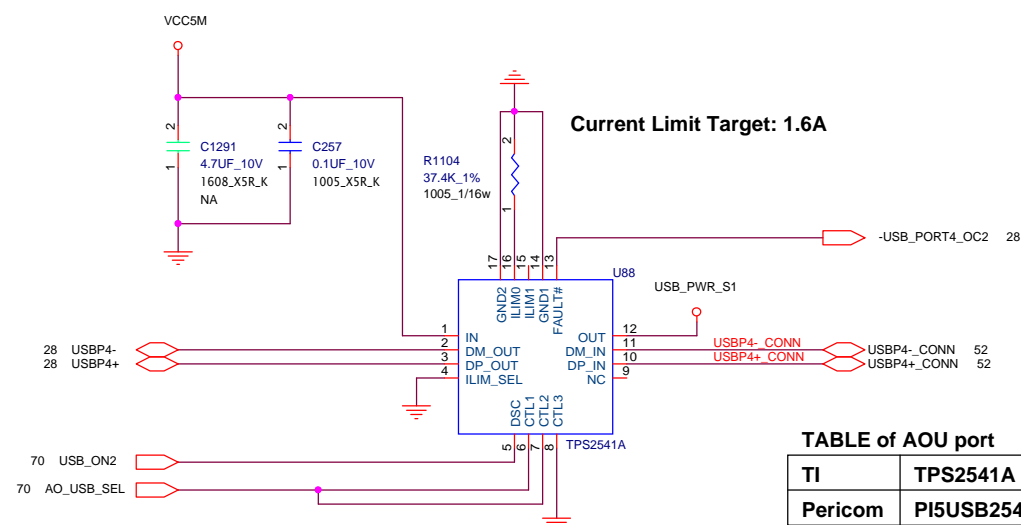 VCC5M
Current Limit Target: 1.6A
2
1
C1291
4.7UF_10V
1608_X5R_K
NA
2
1
C257
0.1UF_10V
1005_X5R_K
R1104
37.4K_1%
1005_1/16w
2
1
-USB_PORT4_OC2 28
17
16
15
14
13
U88
USB_PWR_S1
GND2
ILIM0
ILIM1
GND1
FAULT#
1 IN
2 DM_OUT
3 DP_OUT
4 ILIM_SEL
OUT 12
DM_IN 11
DP_IN 10
NC 9
28 USBP4-
28 USBP4+
USBP4-_CONN
USBP4+_CONN
USBP4-_CONN 52
USBP4+_CONN 52
DSC
CTL1
CTL2
CTL3
5
6
7
8
TPS2541A
70 USB_ON2
70 AO_USB_SEL
TABLE of AOU port
TI TPS2541A
Pericom PI5USB254